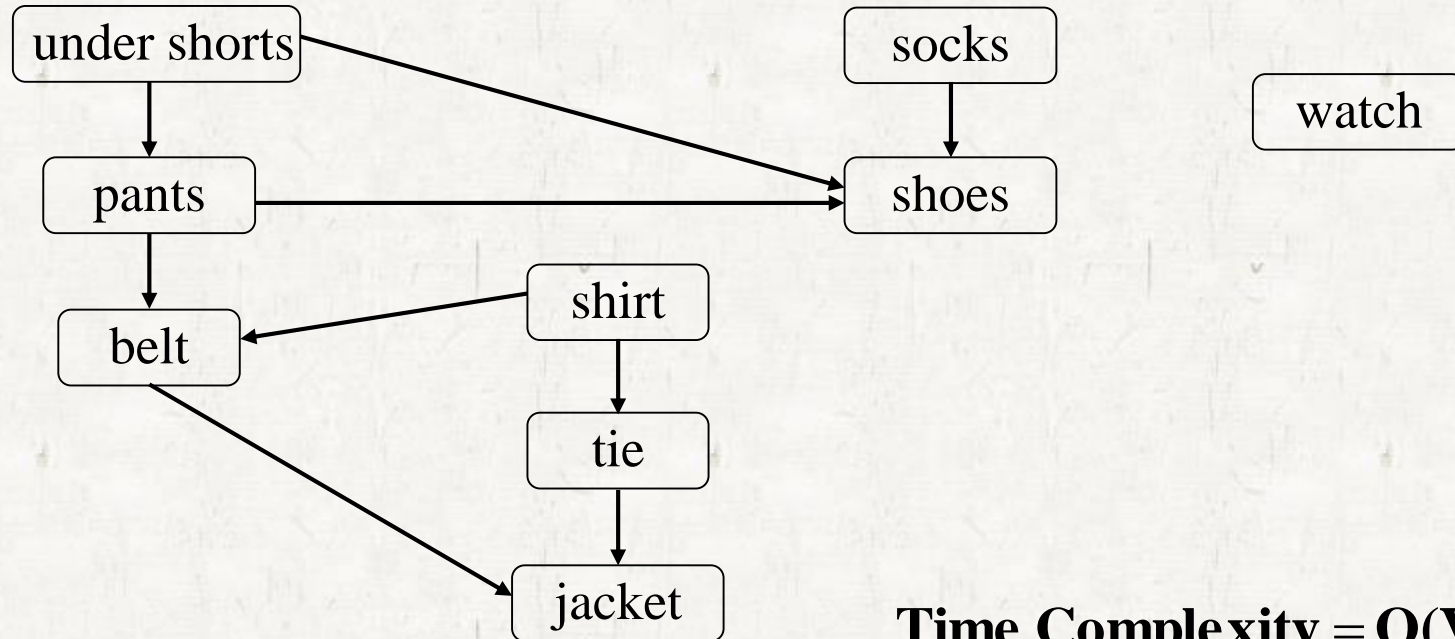 under shorts
socks
watch
pants
shoes
shirt
belt
tie
jacket
Time Complexity = O(